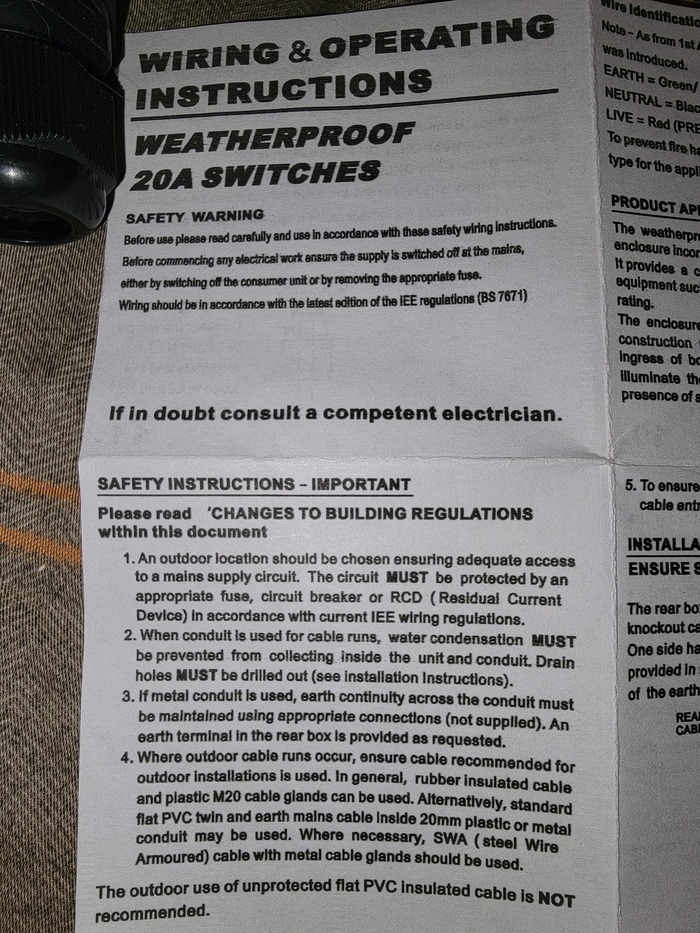 WIRING & OPERATING
INSTRUCTIONS
WEATHERPROOF
20A SWITCHES
SAFETY WARNING
Before use please read carefully and use in accordance with these safety wiring instructions.
Before commencing any electrical work ensure the supply is switched off at the mains,
either by switching off the consumer unit or by removing the appropriate fuse.
Wiring should be in accordance with the latest edition of the IEE regulations (BS 7671)
If in doubt consult a competent electrician.
SAFETY INSTRUCTIONS – IMPORTANT
Please read 'CHANGES TO BUILDING REGULATIONS
within this document
1. An outdoor location should be chosen ensuring adequate access
to a mains supply circuit. The circuit MUST be protected by an
appropriate fuse, circuit breaker or RCD ( Residual Current
Device) in accordance with current IEE wiring regulations.
2. When conduit is used for cable runs, water condensation MUST
be prevented from collecting inside the unit and conduit. Drain
holes MUST be drilled out (see installation Instructions).
3. If metal conduit is used, earth continuity across the conduit must
be maintained using appropriate connections (not supplied). An
earth terminal in the rear box is provided as requested.
4. Where outdoor cable runs occur, ensure cable recommended for
outdoor installations is used. In general, rubber insulated cable
and plastic M20 cable glands can be used. Alternatively, standard
flat PVC twin and earth mains cable inside 20mm plastic or metal
conduit may be used. Where necessary, SWA ( steel Wire
Armoured) cable with metal cable glands should be used.
The outdoor use of unprotected flat PVC insulated cable is NOT
recommended.
Wire Identificatio
Note – As from 1st
was introduced.
EARTH = Green/
NEUTRAL = Blac
LIVE = Red (PRE
To prevent fire ha
type for the appl
PRODUCT AP
The weatherpr
enclosure incor
It provides a c
equipment suc
rating.
The enclosure
construction
ingress of bo
illuminate the
presence of s
5. To ensure
cable entr
INSTALLA
ENSURE S
The rear bo
knockout ca
One side ha
provided in
of the earth
REA
CAB